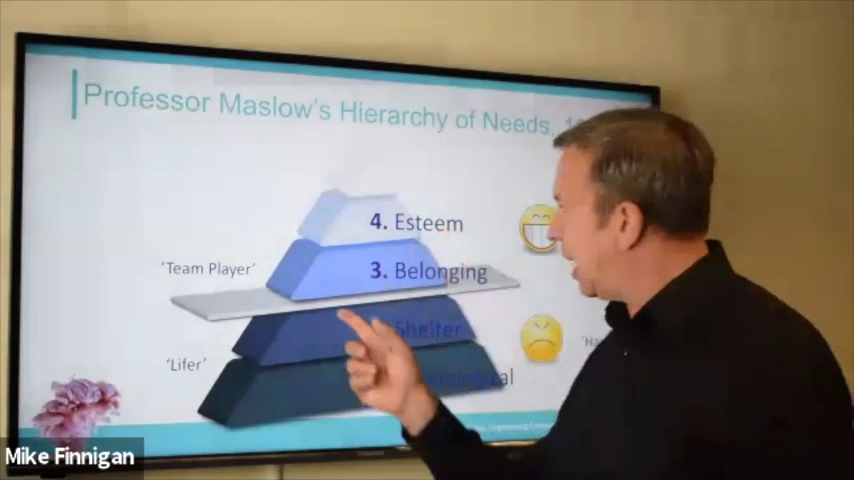 Professor Maslow's Hierarchy of Needs,
4. Esteem
'Team Player'
3. Belonging
Shelter
'Lifer'
Mike Finnigan